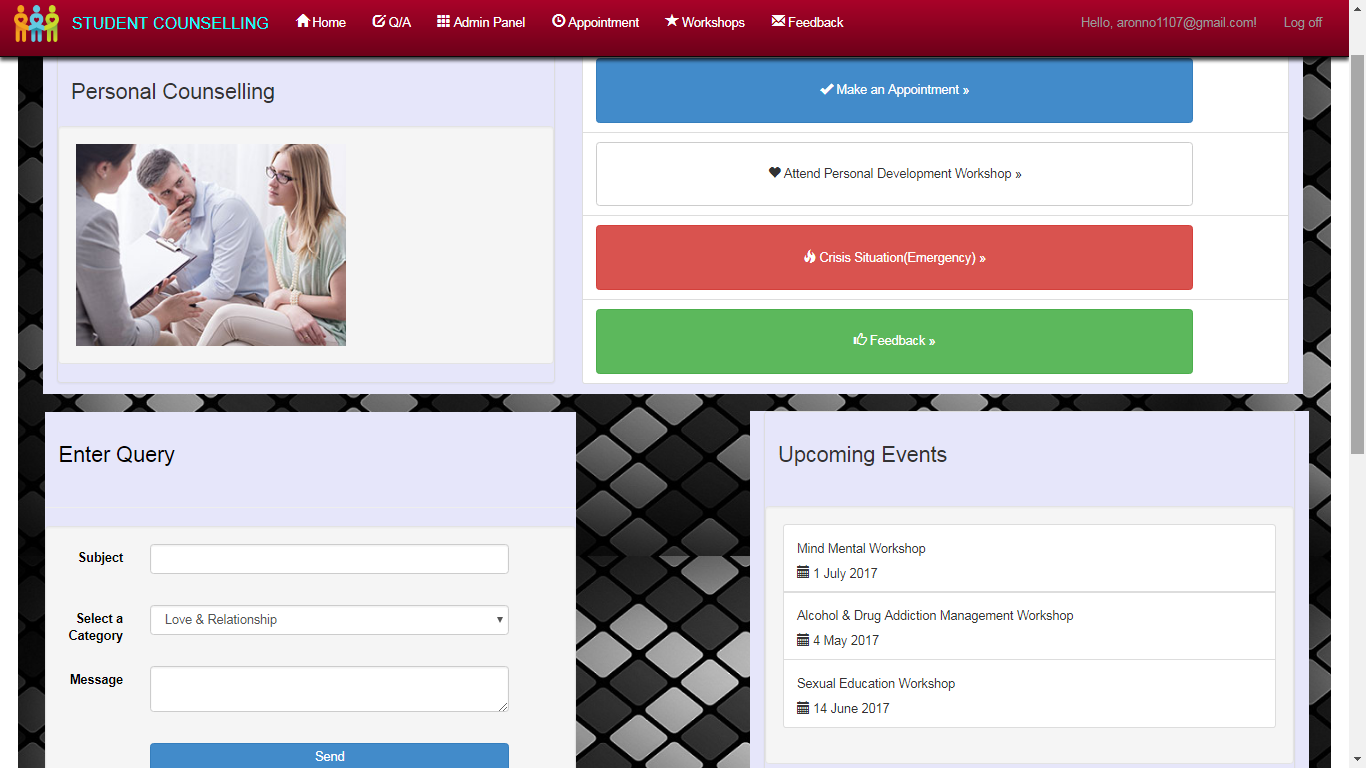 STUDENT COUNSELLING Home Q/A Admin Panel Appointment Workshops Feedback Hello, aronno1107@gmail.com! Log off
Personal Counselling
Make an Appointment »
Attend Personal Development Workshop »
Crisis Situation(Emergency) »
Feedback »
Enter Query
Subject
Select a
Category
Love & Relationship
Message
Send
Upcoming Events
Mind Mental Workshop
1 July 2017
Alcohol & Drug Addiction Management Workshop
4 May 2017
Sexual Education Workshop
14 June 2017